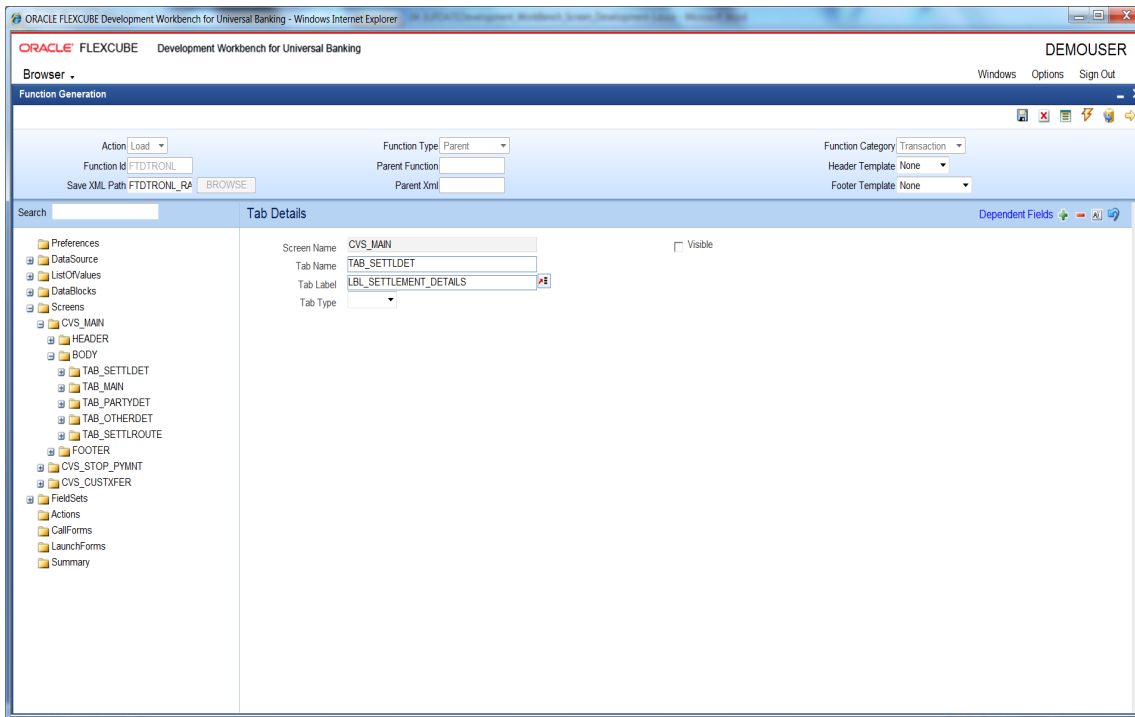 ORACLE FLEXCUBE Development Workbench for Universal Banking - Windows Internet Explorer
ORACLE FLEXCUBE Development Workbench for Universal Banking DEMOUSER
Browser Windows Options Sign Out
Function Generation
Action Load Function Type Parent Function Category Transaction
Function Id FTDTRONL Parent Function Header Template None
Save XML Path FTDTRONL_RA BROWSE Parent Xml Footer Template None
Search Tab Details Dependent Fields
Screen Name CVS_MAIN Visible
Tab Name TAB_SETTLDET
Tab Label LBL_SETTLEMENT_DETAILS
Tab Type
Preferences
DataSource
ListOfValues
DataBlocks
Screens
CVS_MAIN
HEADER
BODY
TAB_SETTLDET
TAB_MAIN
TAB_PARTYDET
TAB_OTHERDET
TAB_SETTLROUTE
FOOTER
CVS_STOP_PYMNT
CVS_CUSTXFER
FieldSets
Actions
CallForms
LaunchForms
Summary